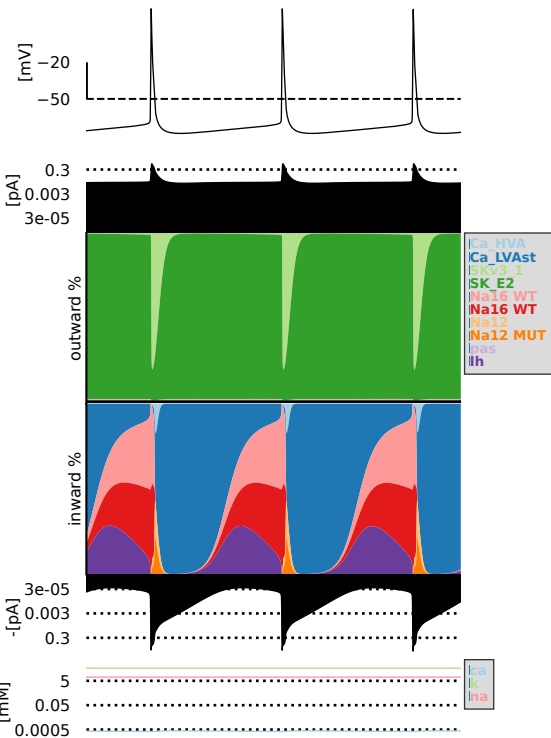 [mV]
−20
−50
[pA]
0.3
0.003
3e-05
outward %
Ca_HVA
Ca_LVAst
SKv3_1
SK_E2
Na16 WT
Na16 WT
Na12
Na12 MUT
pas
Ih
inward %
-[pA]
3e-05
0.003
0.3
[mM]
5
0.05
0.0005
ca
k
na